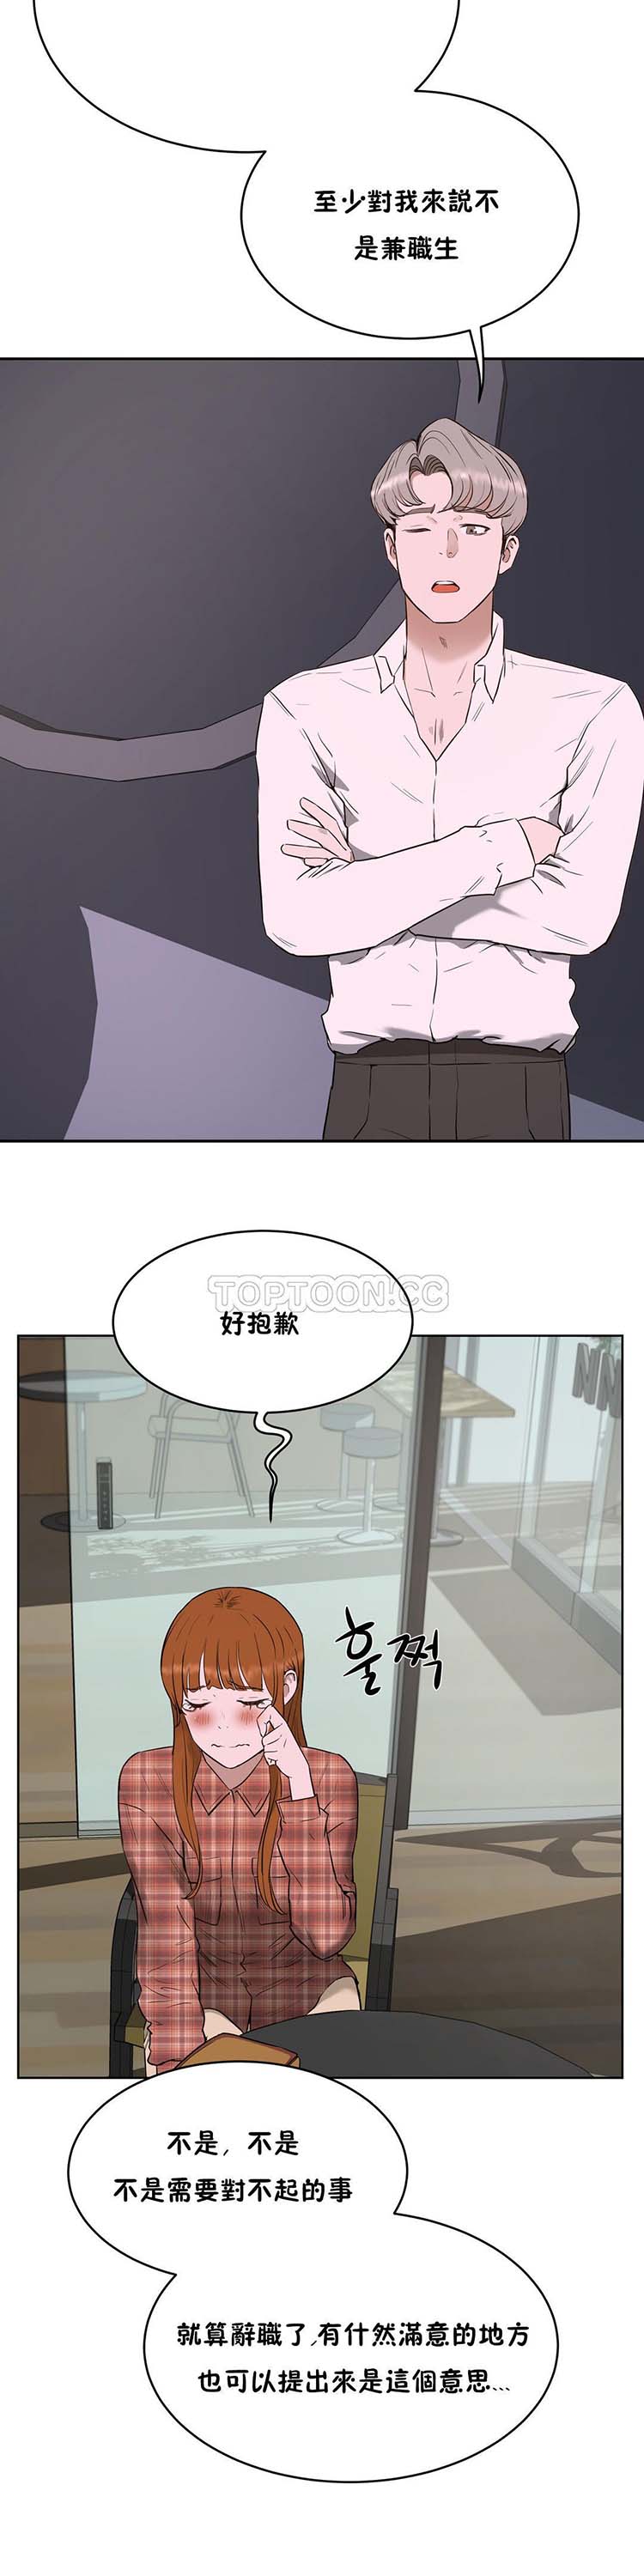 至少對我來說不
是兼職生
TOPTOON.CC
好抱歉
NN
훌쩍
不是，不是
不是需要對不起的事
就算辭職了,有什然滿意的地方
也可以提出來是這個意思...